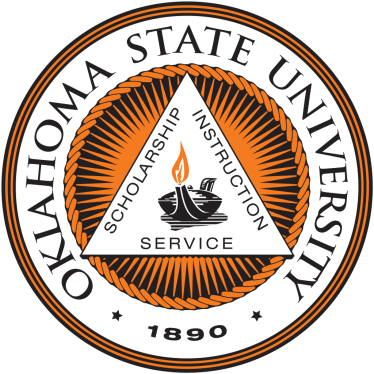 OKLAHOMA STATE UNIVERSITY
SCHOLARSHIP
INSTRUCTION
SERVICE
1890